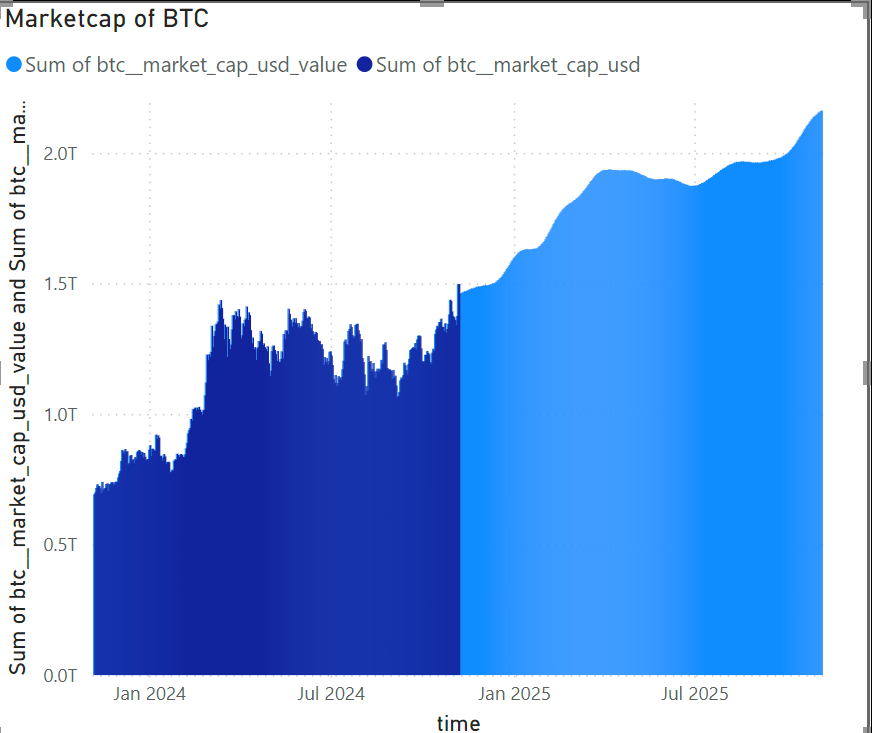 Marketcap of BTC
Sum of btc__market_cap_usd_value Sum of btc__market_cap_usd
Sum of btc__market_cap_usd_value and Sum of btc__ma...
2.0T
1.5T
1.0T
0.5T
0.0T
Jan 2024 Jul 2024 Jan 2025 Jul 2025
time